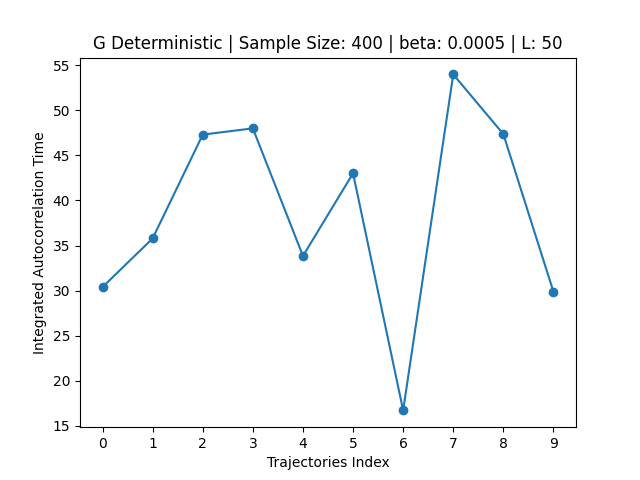 G Deterministic | Sample Size: 400 | beta: 0.0005 | L: 50
Integrated Autocorrelation Time
55
50
45
40
35
30
25
20
15
0 1 2 3 4 5 6 7 8 9
Trajectories Index